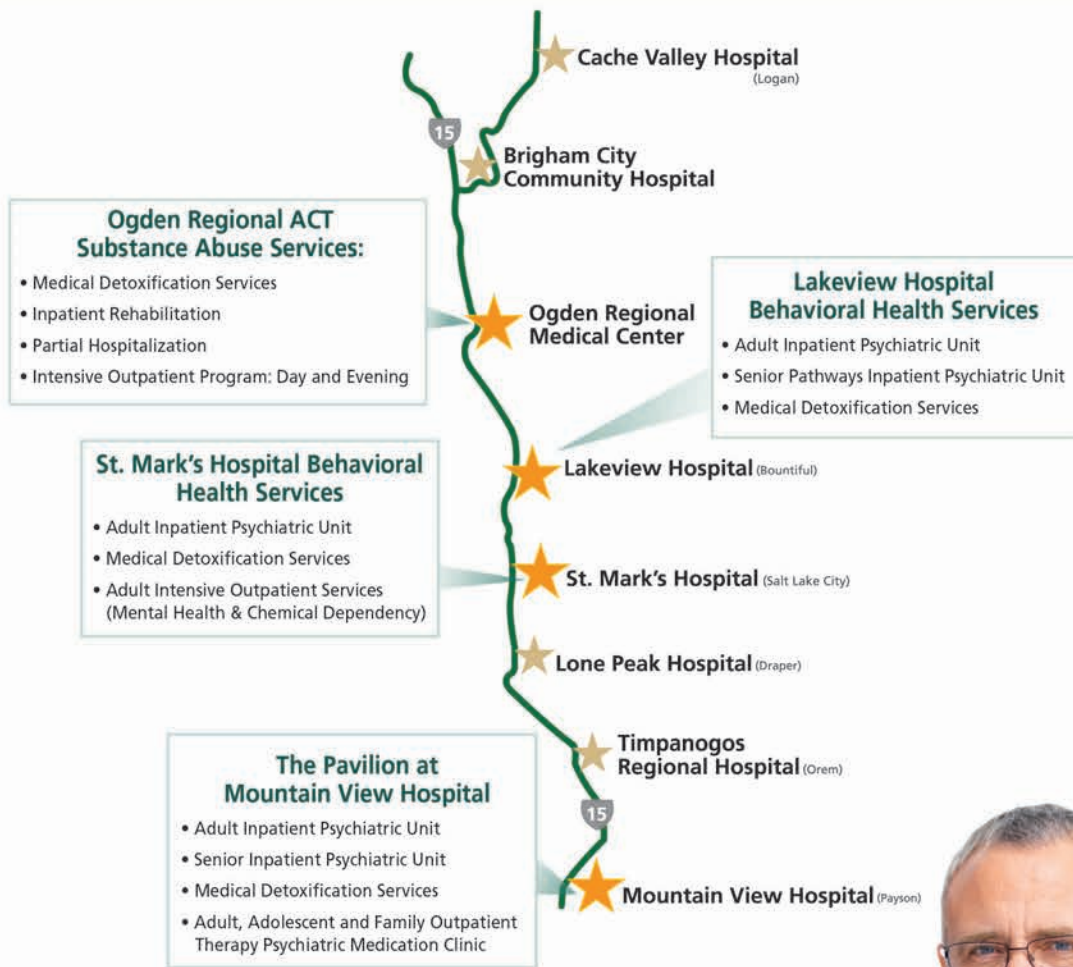 Cache Valley Hospital
(Logan)
15
Brigham City
Community Hospital
Ogden Regional ACT
Substance Abuse Services:
• Medical Detoxification Services
• Inpatient Rehabilitation
• Partial Hospitalization
• Intensive Outpatient Program: Day and Evening
Ogden Regional
Medical Center
Lakeview Hospital
Behavioral Health Services
• Adult Inpatient Psychiatric Unit
• Senior Pathways Inpatient Psychiatric Unit
• Medical Detoxification Services
Lakeview Hospital (Bountiful)
St. Mark's Hospital Behavioral
Health Services
• Adult Inpatient Psychiatric Unit
• Medical Detoxification Services
• Adult Intensive Outpatient Services
(Mental Health & Chemical Dependency)
St. Mark's Hospital (Salt Lake City)
Lone Peak Hospital (Draper)
Timpanogos
Regional Hospital (Orem)
15
The Pavilion at
Mountain View Hospital
• Adult Inpatient Psychiatric Unit
• Senior Inpatient Psychiatric Unit
• Medical Detoxification Services
• Adult, Adolescent and Family Outpatient
Therapy Psychiatric Medication Clinic
Mountain View Hospital (Payson)